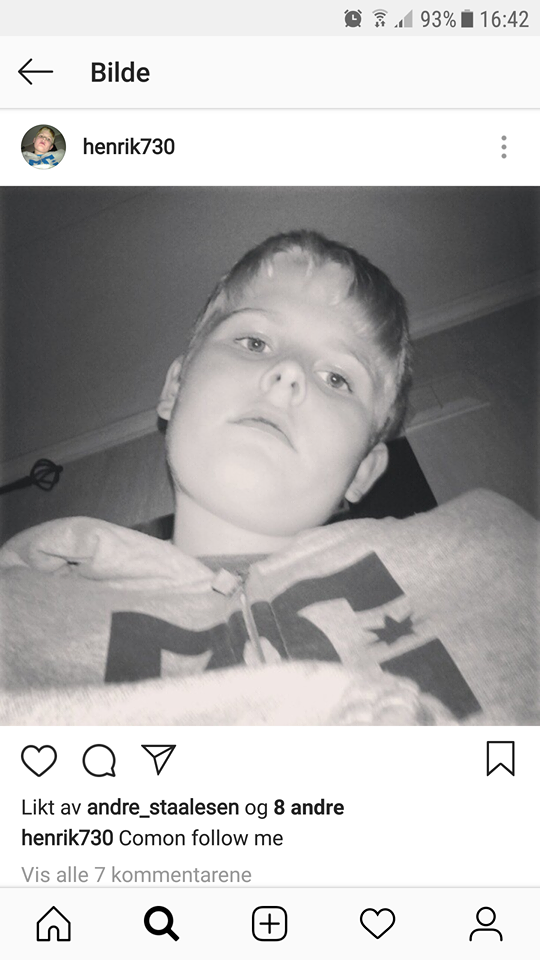 93% 16:42
Bilde
henrik730
Likt av andre_staalesen og 8 andre
henrik730 Comon follow me
Vis alle 7 kommentarene